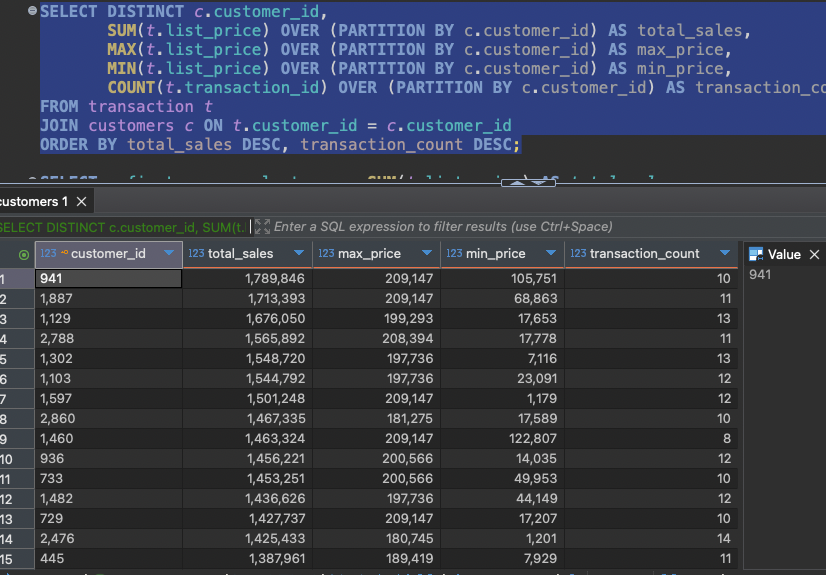 SELECT DISTINCT c.customer_id,
SUM(t.list_price) OVER (PARTITION BY c.customer_id) AS total_sales,
MAX(t.list_price) OVER (PARTITION BY c.customer_id) AS max_price,
MIN(t.list_price) OVER (PARTITION BY c.customer_id) AS min_price,
COUNT(t.transaction_id) OVER (PARTITION BY c.customer_id) AS transaction_co
FROM transaction t
JOIN customers c ON t.customer_id = c.customer_id
ORDER BY total_sales DESC, transaction_count DESC;
customers 1
SELECT DISTINCT c.customer_id, SUM(t. Enter a SQL expression to filter results (use Ctrl+Space)
123 customer_id 123 total_sales 123 max_price 123 min_price 123 transaction_count Value
1 941 1,789,846 209,147 105,751 10 941
2 1,887 1,713,393 209,147 68,863 11
3 1,129 1,676,050 199,293 17,653 13
4 2,788 1,565,892 208,394 17,778 11
5 1,302 1,548,720 197,736 7,116 13
6 1,103 1,544,792 197,736 23,091 12
7 1,597 1,501,248 209,147 1,179 12
8 2,860 1,467,335 181,275 17,589 10
9 1,460 1,463,324 209,147 122,807 8
10 936 1,456,221 200,566 14,035 12
11 733 1,453,251 200,566 49,953 10
12 1,482 1,436,626 197,736 44,149 12
13 729 1,427,737 209,147 17,207 10
14 2,476 1,425,433 180,745 1,201 14
15 445 1,387,961 189,419 7,929 11